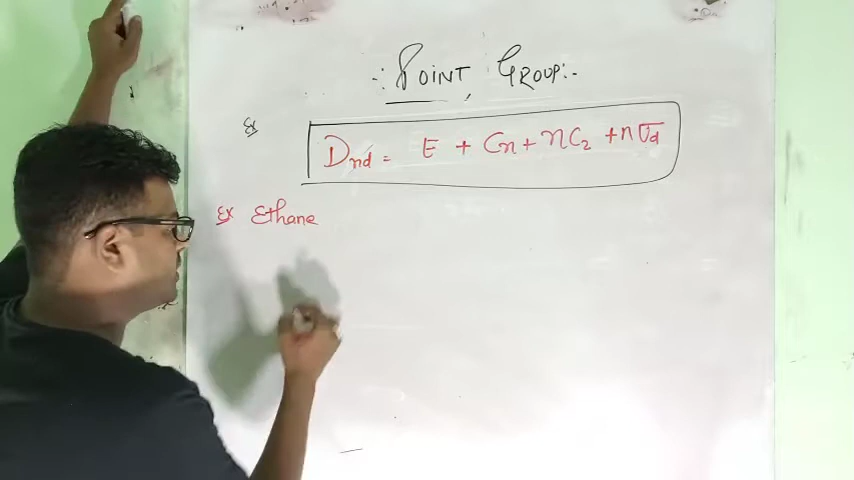 :. POINT GROUP:.
Ex
Dnd = E + Cn + nC2 + nσd
Ex Ethane